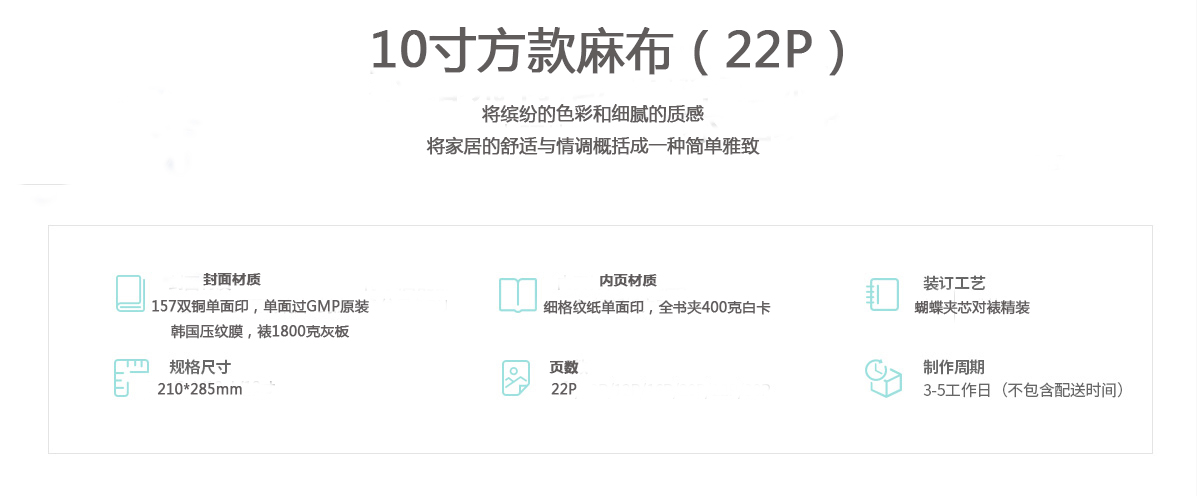 10寸方款麻布（22P）
将缤纷的色彩和细腻的质感
将家居的舒适与情调概括成一种简单雅致
封面材质
157双铜单面印，单面过GMP原装
韩国压纹膜，裱1800克灰板
内页材质
细格纹纸单面印，全书夹400克白卡
装订工艺
蝴蝶夹芯对裱精装
规格尺寸
210*285mm
页数
22P
制作周期
3-5工作日（不包含配送时间）